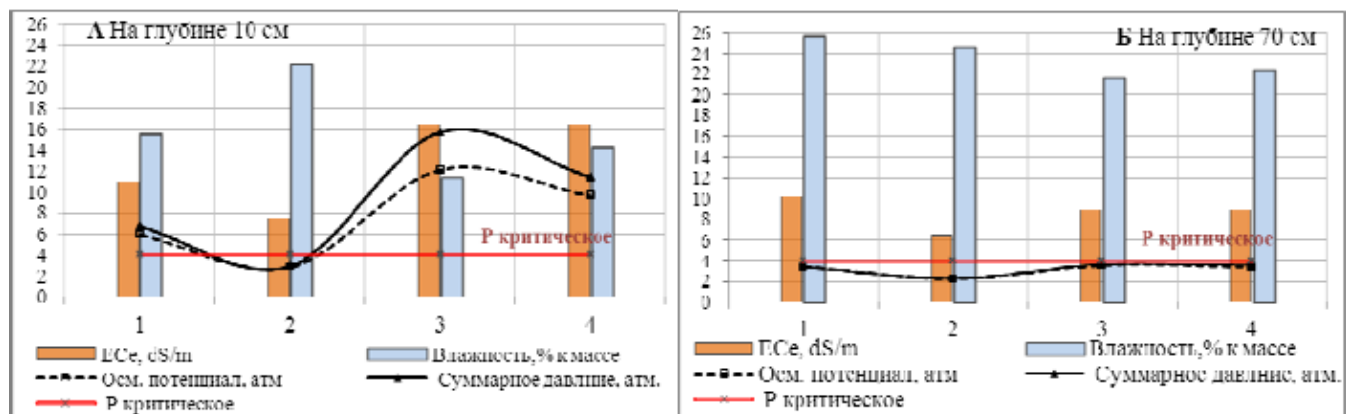 А На глубине 10 см
26
24
22
20
18
16
14
12
10
8
6
4
2
0
Р критическое
1 2 3 4
ECe, dS/m
Влажность,% к массе
Осм. потенциал, атм
Суммарное давлние, атм.
Р критическое
Б На глубине 70 см
26
24
22
20
18
16
14
12
10
8
6
4
2
0
Р критическое
1 2 3 4
ECe, dS/m
Влажность,% к массе
Осм. потенциал, атм
Суммарное давлние, атм.
Р критическое